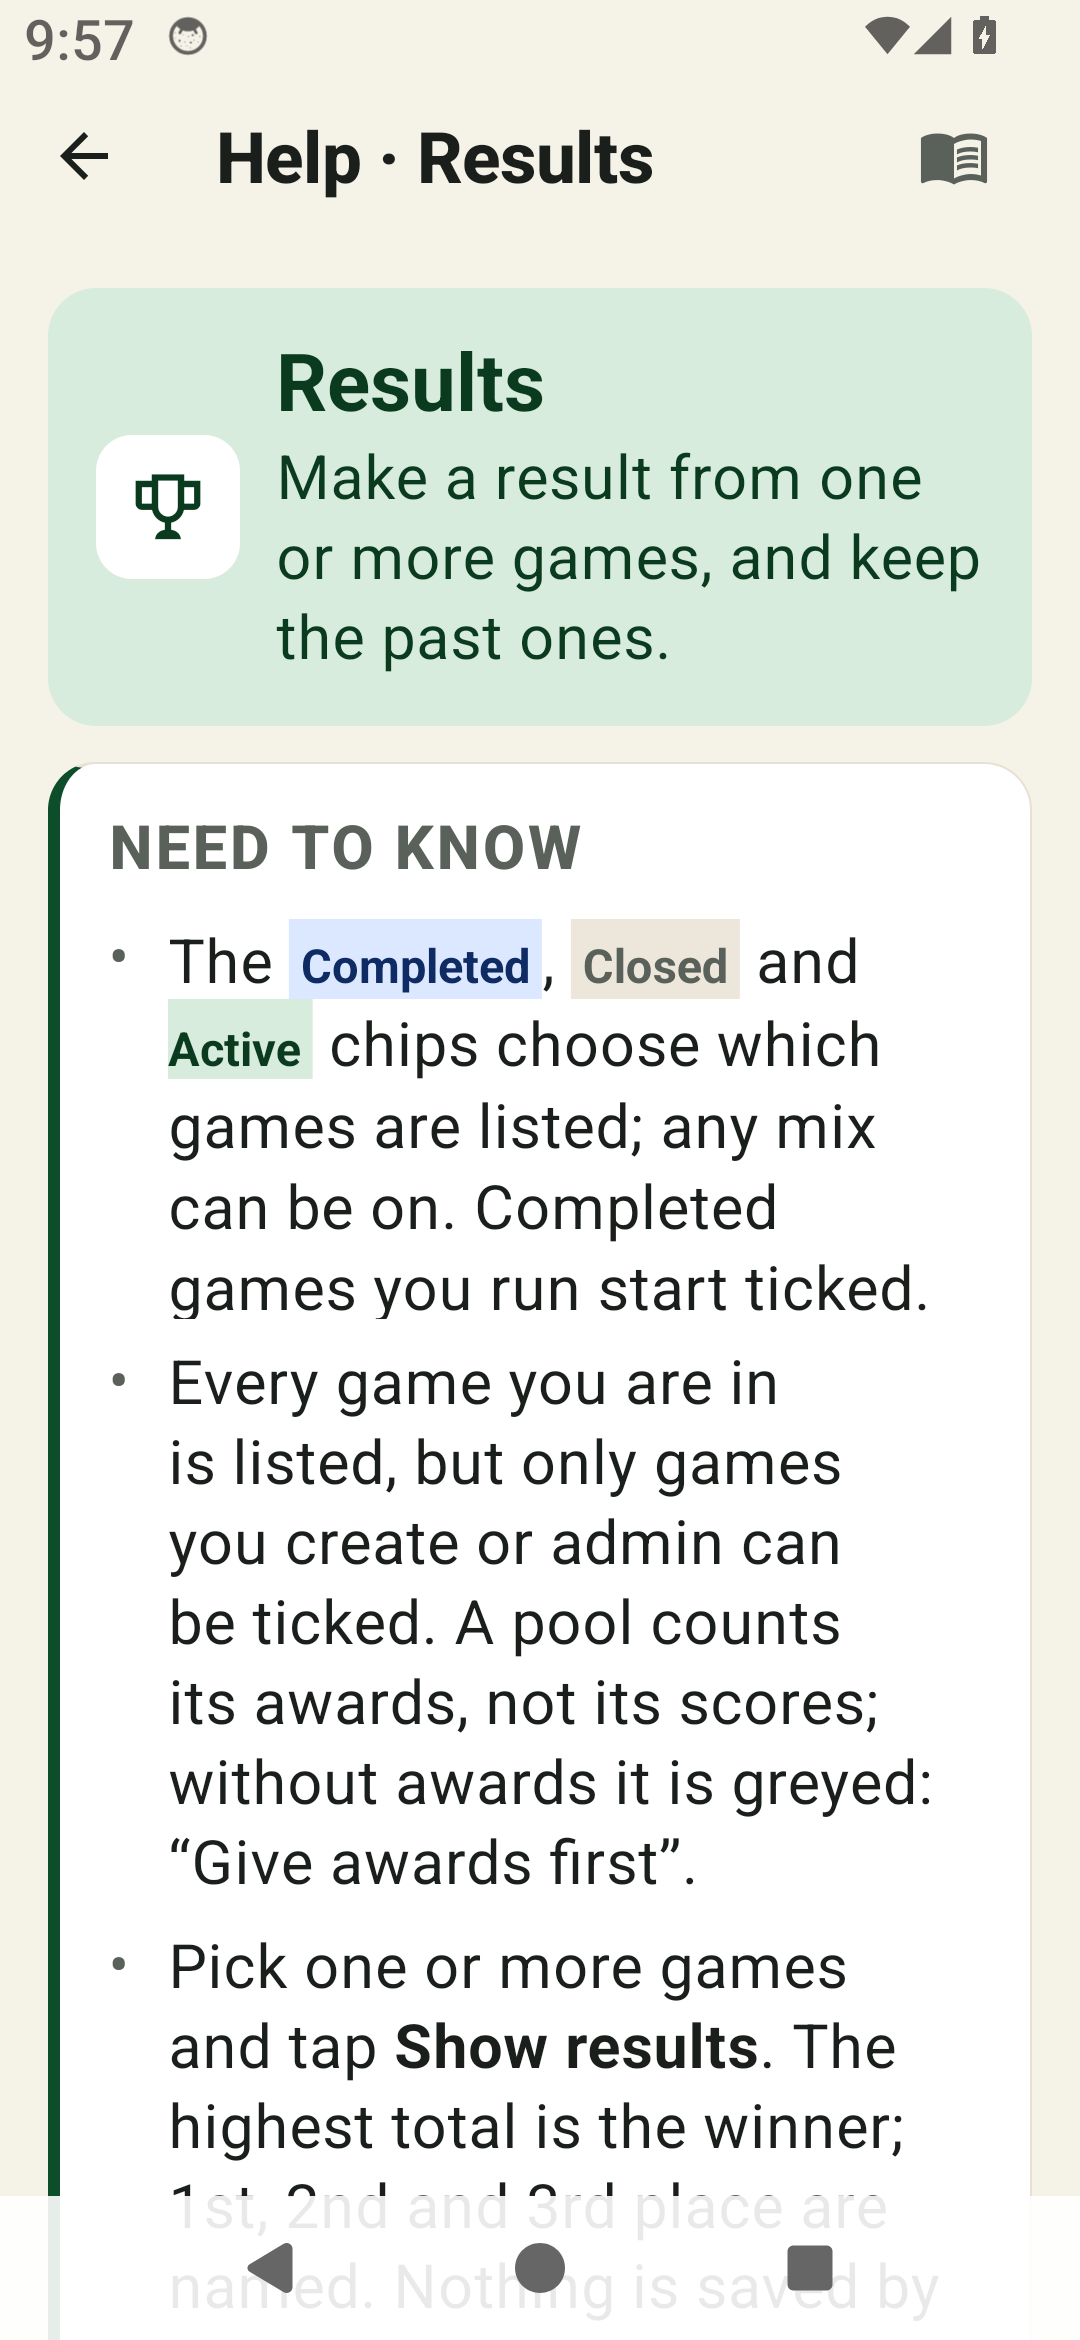 9:57
Help · Results
Results
Make a result from one
or more games, and keep
the past ones.
NEED TO KNOW
• The Completed, Closed and
Active chips choose which
games are listed; any mix
can be on. Completed
games you run start ticked.
• Every game you are in
is listed, but only games
you create or admin can
be ticked. A pool counts
its awards, not its scores;
without awards it is greyed:
“Give awards first”.
• Pick one or more games
and tap Show results. The
highest total is the winner;
1st, 2nd and 3rd place are
named. Nothing is saved by